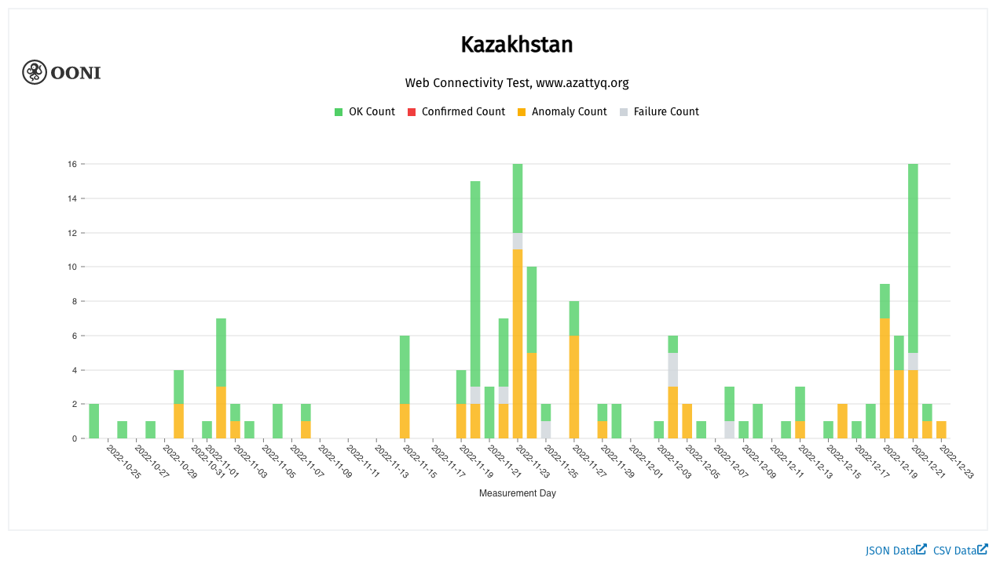 Kazakhstan
OONI
Web Connectivity Test, www.azattyq.org
OK Count Confirmed Count Anomaly Count Failure Count
16
14
12
10
8
6
4
2
0
2022-10-25 2022-10-27 2022-10-29 2022-10-31 2022-11-01 2022-11-03 2022-11-05 2022-11-07 2022-11-09 2022-11-11 2022-11-13 2022-11-15 2022-11-17 2022-11-19 2022-11-21 2022-11-23 2022-11-25 2022-11-27 2022-11-29 2022-12-01 2022-12-03 2022-12-05 2022-12-07 2022-12-09 2022-12-11 2022-12-13 2022-12-15 2022-12-17 2022-12-19 2022-12-21 2022-12-23
Measurement Day
JSON Data CSV Data